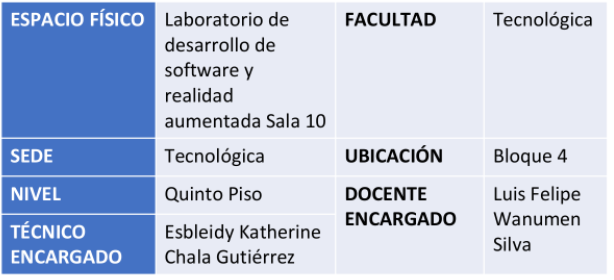 ESPACIO FÍSICO
Laboratorio de
desarrollo de
software y
realidad
aumentada Sala 10
FACULTAD
Tecnológica
SEDE
Tecnológica
UBICACIÓN
Bloque 4
NIVEL
Quinto Piso
DOCENTE
ENCARGADO
Luis Felipe
Wanumen
Silva
TÉCNICO
ENCARGADO
Esbleidy Katherine
Chala Gutiérrez